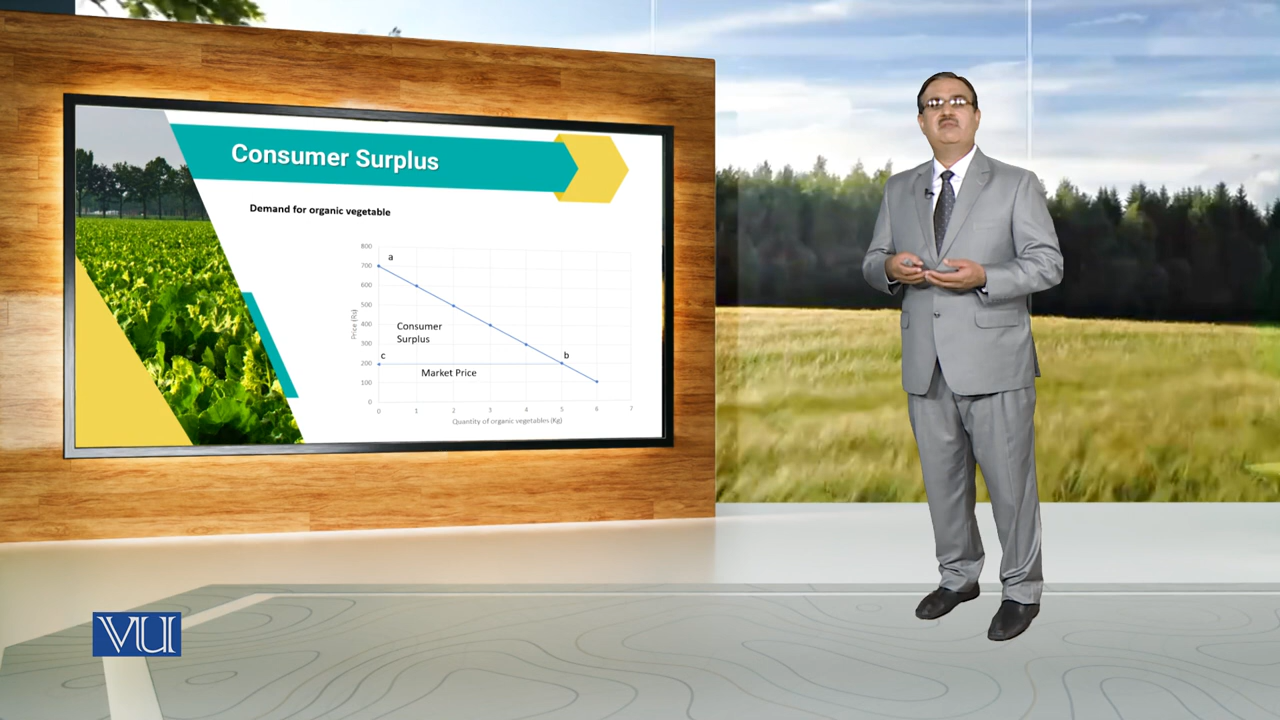 Consumer Surplus
Demand for organic vegetable
800
700
600
500
400
300
200
100
0
Price (Rs)
a
Consumer
Surplus
c
b
Market Price
0 1 2 3 4 5 6 7
Quantity of organic vegetables (Kg)
VU